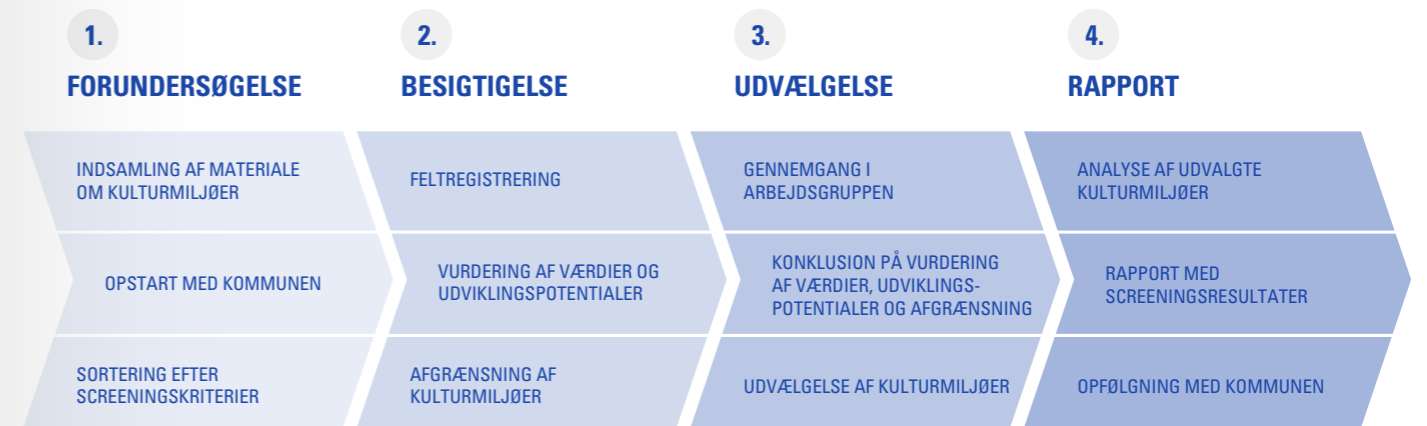 1.
FORUNDERSØGELSE
INDSAMLING AF MATERIALE
OM KULTURMILJØER
OPSTART MED KOMMUNEN
SORTERING EFTER
SCREENINGSKRITERIER
2.
BESIGTIGELSE
FELTREGISTRERING
VURDERING AF VÆRDIER OG
UDVIKLINGSPOTENTIALER
AFGRÆNSNING AF
KULTURMILJØER
3.
UDVÆLGELSE
GENNEMGANG I
ARBEJDSGRUPPEN
KONKLUSION PÅ VURDERING
AF VÆRDIER, UDVIKLINGS-
POTENTIALER OG AFGRÆNSNING
UDVÆLGELSE AF KULTURMILJØER
4.
RAPPORT
ANALYSE AF UDVALGTE
KULTURMILJØER
RAPPORT MED
SCREENINGSRESULTATER
OPFØLGNING MED KOMMUNEN